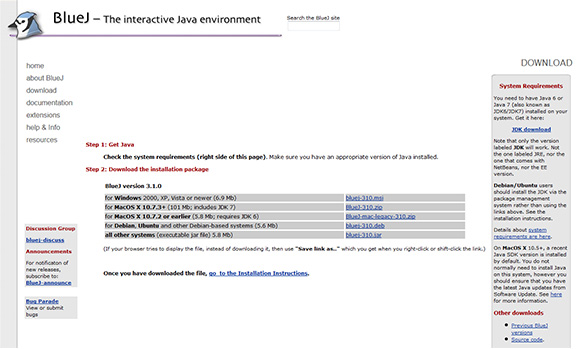 BlueJ – The interactive Java environment
Search the BlueJ site
DOWNLOAD
home
about BlueJ
download
documentation
extensions
help & Info
resources
Step 1: Get Java
Check the system requirements (right side of this page). Make sure you have an appropriate version of Java installed.
Step 2: Download the installation package
BlueJ version 3.1.0
for Windows 2000, XP, Vista or newer (6.9 Mb) bluej-310.msi
for MacOS X 10.7.3+ (101 Mb; includes JDK 7) BlueJ-310.zip
for MacOS X 10.7.2 or earlier (5.8 Mb; requires JDK 6) BlueJ-mac-legacy-310.zip
for Debian, Ubuntu and other Debian-based systems (5.6 Mb) bluej-310.deb
all other systems (executable jar file) 5.8 Mb) bluej-310.jar
(If your browser tries to display the file, instead of downloading it, then use "Save link as.." which you get when you right-click or shift-click the link.)
Once you have downloaded the file, go to the Installation Instructions.
Discussion Group
bluej-discuss
Announcements
For notification of
new releases,
subscribe to:
BlueJ-announce
Bug Parade
View or submit
bugs
System Requirements
You need to have Java 6 or
Java 7 (also known as
JDK6/JDK7) installed on your
system. Get it here:
JDK download
Note that only the version
labeled JDK will work. Not
the one labeled JRE, nor the
one that comes with
NetBeans, nor the EE
version.
Debian/Ubuntu users
should install the JDK via the
package management
system rather than using the
links above. See the
installation instructions.
Details about system
requirements are here.
On MacOS X 10.5+, a recent
Java SDK version is installed
by default. You do not
normally need to install Java
on this system, however you
should ensure that you have
the latest Java updates from
Software Update. See here
for more information.
Other downloads
Previous BlueJ
versions
Source code.